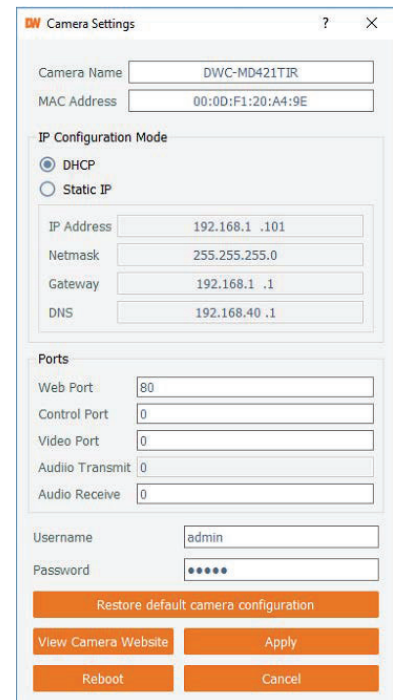 DW Camera Settings ? ×
Camera Name DWC-MD421TIR
MAC Address 00:0D:F1:20:A4:9E
IP Configuration Mode
DHCP
Static IP
IP Address 192.168.1 .101
Netmask 255.255.255.0
Gateway 192.168.1 .1
DNS 192.168.40 .1
Ports
Web Port 80
Control Port 0
Video Port 0
Audiio Transmit 0
Audio Receive 0
Username admin
Password •••••
Restore default camera configuration
View Camera Website Apply
Reboot Cancel